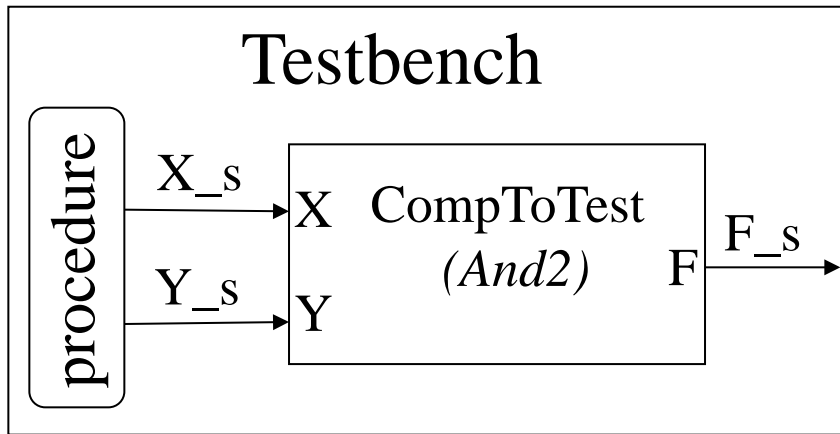 Testbench
procedure
X_s
Y_s
X
Y
CompToTest
(And2)
F
F_s